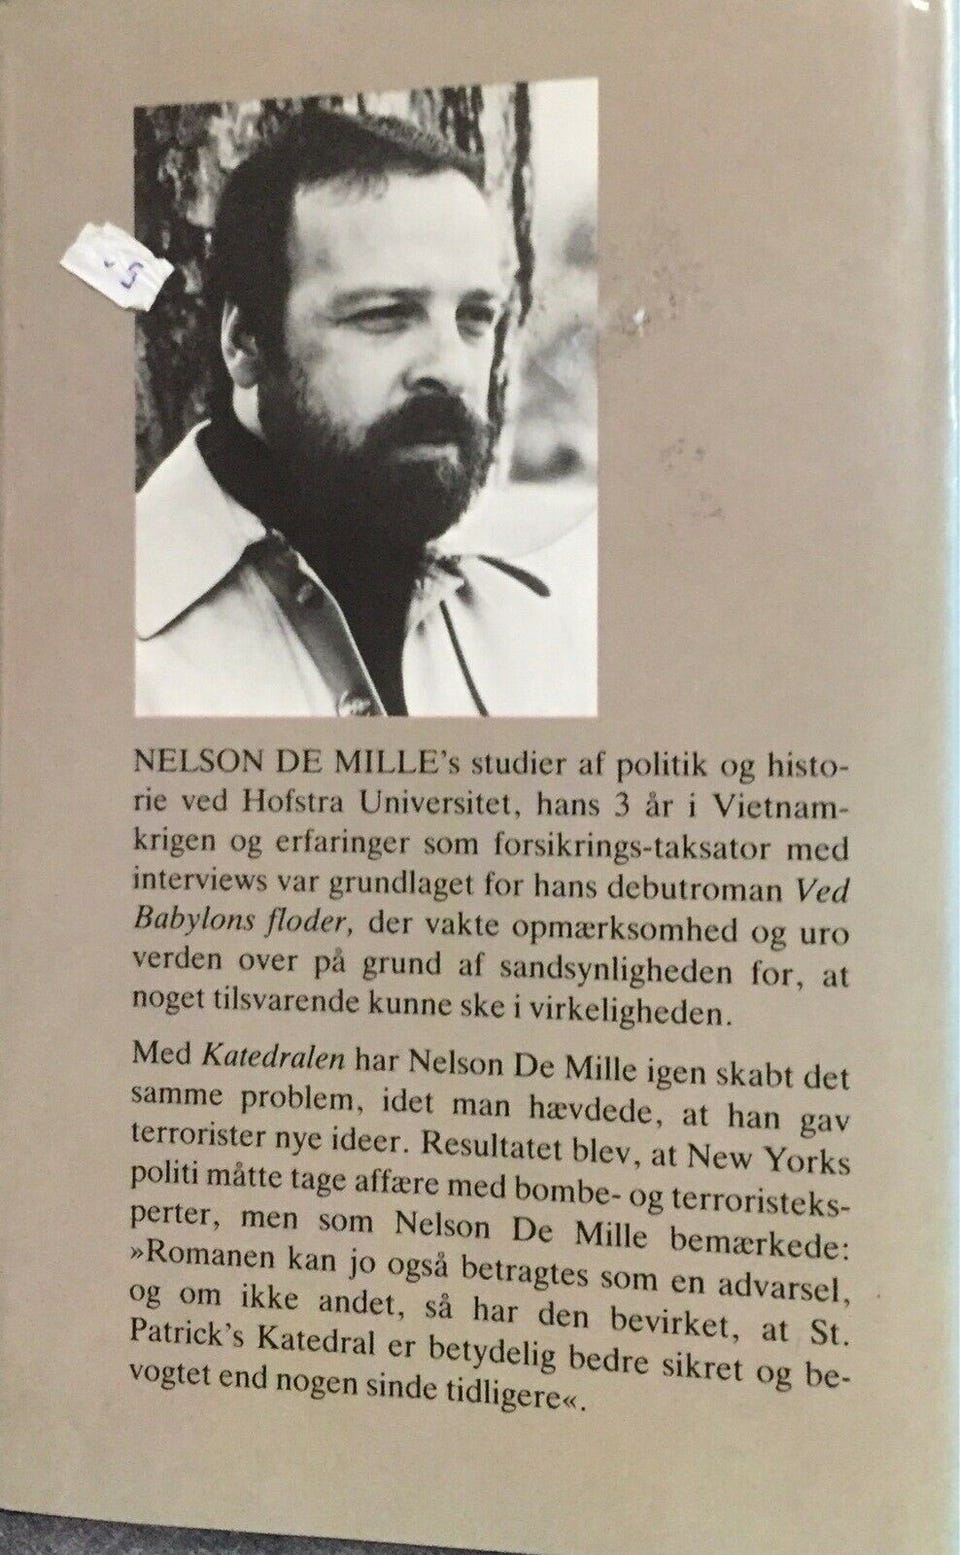 NELSON DE MILLE's studier af politik og histo-
rie ved Hofstra Universitet, hans 3 år i Vietnam-
krigen og erfaringer som forsikrings-taksator med
interviews var grundlaget for hans debutroman Ved
Babylons floder, der vakte opmærksomhed og uro
verden over på grund af sandsynligheden for, at
noget tilsvarende kunne ske i virkeligheden.
Med Katedralen har Nelson De Mille igen skabt det
samme problem, idet man hævdede, at han gav
terrorister nye ideer. Resultatet blev, at New Yorks
politi måtte tage affære med bombe- og terroristeks-
perter, men som Nelson De Mille bemærkede:
»Romanen kan jo også betragtes som en advarsel,
og om ikke andet, så har den bevirket, at St.
Patrick's Katedral er betydelig bedre sikret og be-
vogtet end nogen sinde tidligere«.